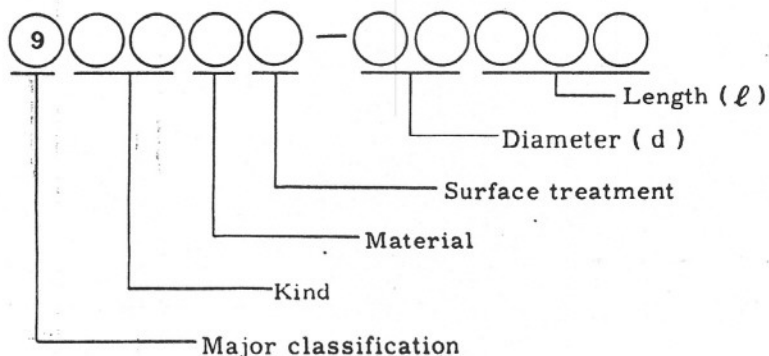 9 -
Length (ℓ)
Diameter (d)
Surface treatment
Material
Kind
Major classification